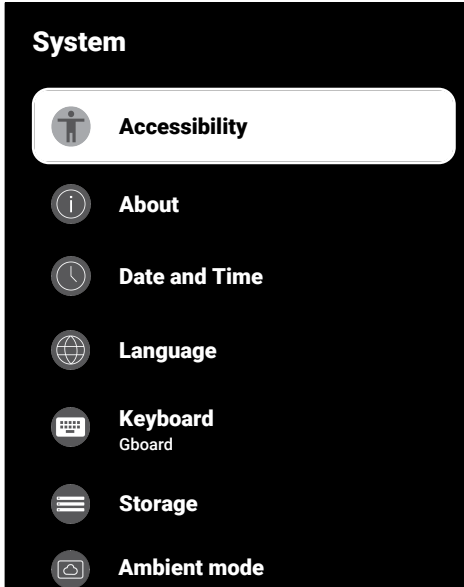 System
Accessibility
About
Date and Time
Language
Keyboard
Gboard
Storage
Ambient mode